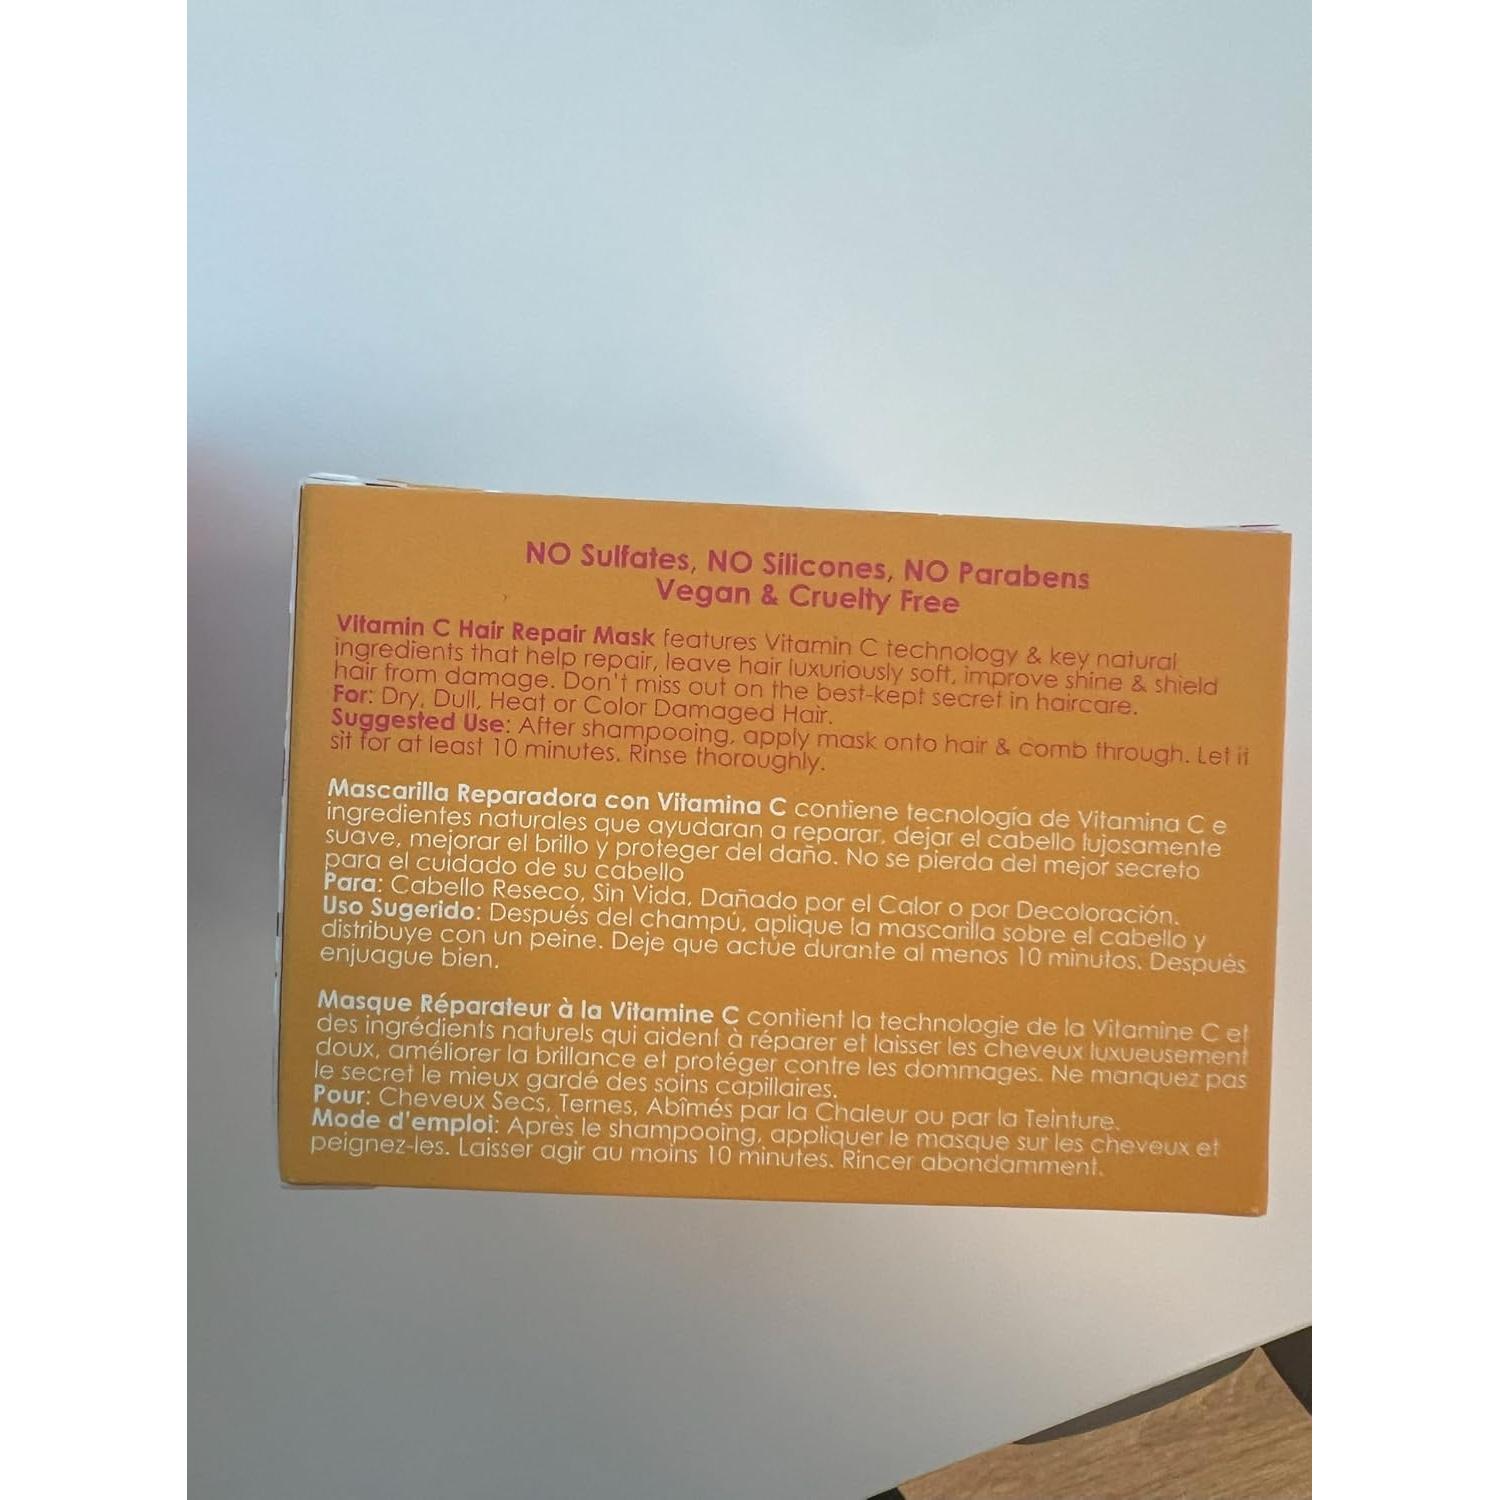 NO Sulfates, NO Silicones, NO Parabens
Vegan & Cruelty Free
Vitamin C Hair Repair Mask features Vitamin C technology & key natural
ingredients that help repair, leave hair luxuriously soft, improve shine & shield
hair from damage. Don't miss out on the best-kept secret in haircare.
For: Dry, Dull, Heat or Color Damaged Hair.
Suggested Use: After shampooing, apply mask onto hair & comb through. Let it
sit for at least 10 minutes. Rinse thoroughly.
Mascarilla Reparadora con Vitamina C contiene tecnología de Vitamina C e
ingredientes naturales que ayudaran a reparar, dejar el cabello lujosamente
suave, mejorar el brillo y proteger del daño. No se pierda del mejor secreto
para el cuidado de su cabello
Para: Cabello Reseco, Sin Vida, Dañado por el Calor o por Decoloración.
Uso Sugerido: Después del champú, aplique la mascarilla sobre el cabello y
distribuye con un peine. Deje que actúe durante al menos 10 minutos. Después
enjuague bien.
Masque Réparateur à la Vitamine C contient la technologie de la Vitamine C et
des ingrédients naturels qui aident à réparer et laisser les cheveux luxueusement
doux, améliorer la brillance et protéger contre les dommages. Ne manquez pas
le secret le mieux gardé des soins capillaires.
Pour: Cheveux Secs, Ternes, Abîmés par la Chaleur ou par la Teinture.
Mode d'emploi: Après le shampooing, appliquer le masque sur les cheveux et
peignez-les. Laisser agir au moins 10 minutes. Rincer abondamment.